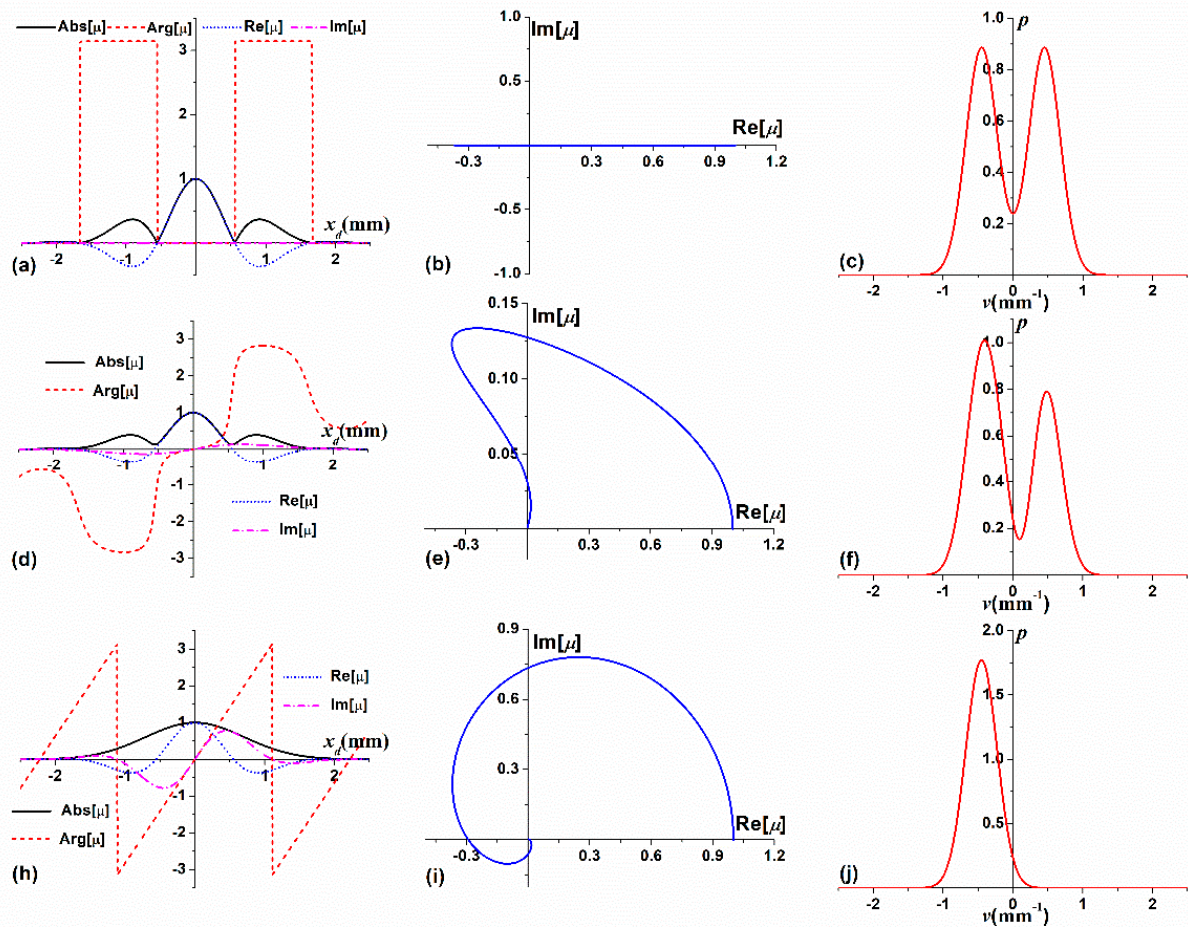 Abs[μ] Arg[μ] Re[μ] Im[μ]
3
2
1
0
-2 -1 1 2
x_d(mm)
(a)
1.0 Im[μ]
0.5
-0.3 0.3 0.6 0.9 1.2
Re[μ]
-0.5
-1.0
(b)
1.0 p
0.8
0.6
0.4
0.2
-2 -1 0 1 2
ν(mm⁻¹)
(c)
3
2
1
-1
-2
-3
-2 -1 1 2
Abs[μ]
Arg[μ]
x_d(mm)
Re[μ]
Im[μ]
(d)
0.15 Im[μ]
0.10
0.05
-0.3 0.3 0.6 0.9 1.2
Re[μ]
(e)
p
1.0
0.8
0.6
0.4
0.2
-2 -1 0 1 2
ν(mm⁻¹)
(f)
3
2
1
-1
-2
-3
-2 -1 1 2
Re[μ]
Im[μ]
x_d(mm)
Abs[μ]
Arg[μ]
(h)
0.9 Im[μ]
0.6
0.3
-0.3 0.3 0.6 0.9 1.2
Re[μ]
(i)
2.0 p
1.5
1.0
0.5
-2 -1 0 1 2
ν(mm⁻¹)
(j)